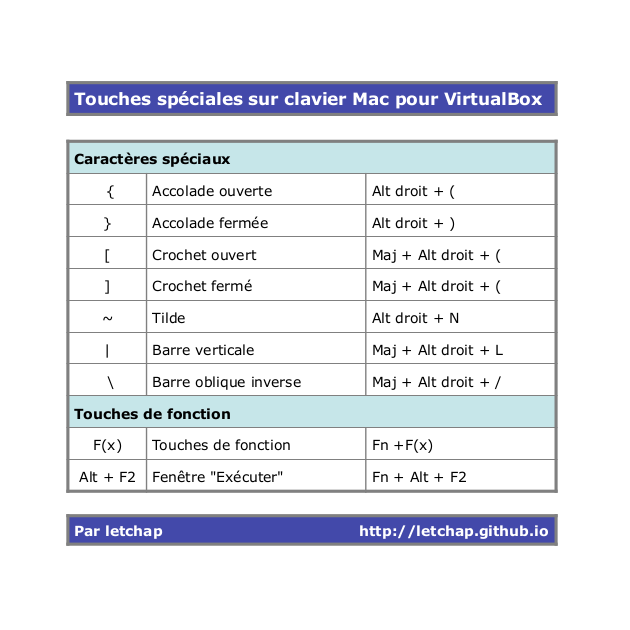 Touches spéciales sur clavier Mac pour VirtualBox
Caractères spéciaux
{ Accolade ouverte Alt droit + (
} Accolade fermée Alt droit + )
[ Crochet ouvert Maj + Alt droit + (
] Crochet fermé Maj + Alt droit + (
~ Tilde Alt droit + N
| Barre verticale Maj + Alt droit + L
\ Barre oblique inverse Maj + Alt droit + /
Touches de fonction
F(x) Touches de fonction Fn +F(x)
Alt + F2 Fenêtre "Exécuter" Fn + Alt + F2
Par letchap http://letchap.github.io